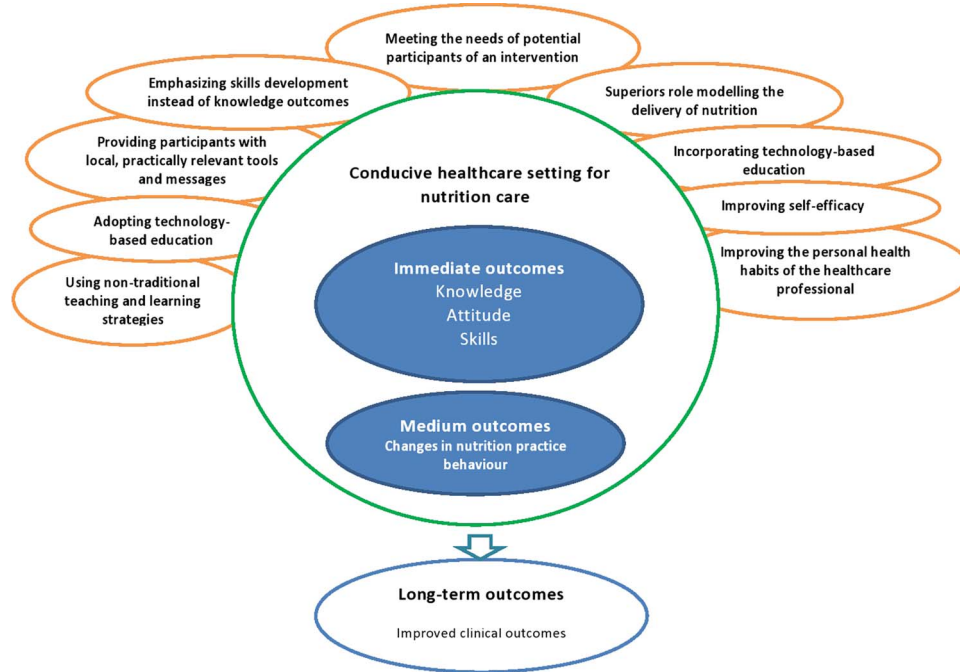 Meeting the needs of potential
participants of an intervention
Emphasizing skills development
instead of knowledge outcomes
Superiors role modelling the
delivery of nutrition
Providing participants with
local, practically relevant tools
and messages
Incorporating technology-based
education
Adopting technology-
based education
Improving self-efficacy
Using non-traditional
teaching and learning
strategies
Improving the personal health
habits of the healthcare
professional
Conducive healthcare setting for
nutrition care
Immediate outcomes
Knowledge
Attitude
Skills
Medium outcomes
Changes in nutrition practice
behaviour
Long-term outcomes
Improved clinical outcomes